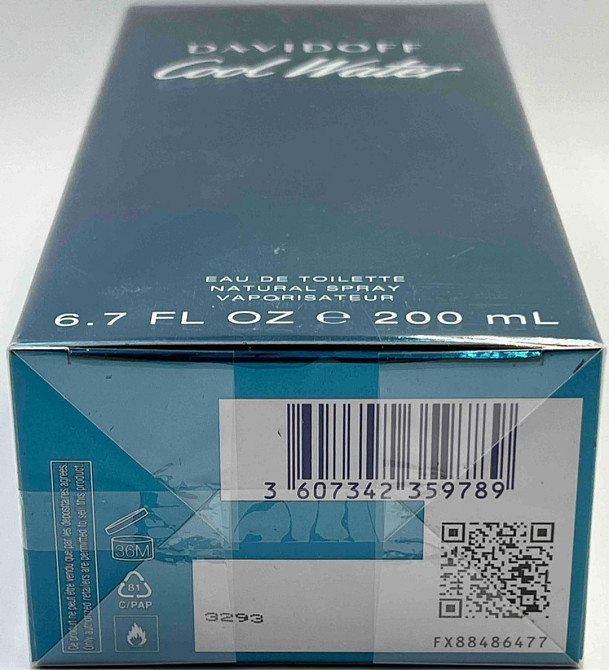 DAVIDOFF
Cool Water
EAU DE TOILETTE
NATURAL SPRAY
VAPORISATEUR
6.7 FL OZ ℮ 200 mL
3 607342 359789
Ce produit ne peut être vendu que par les dépositaires agréés
Only authorized retailers are permitted to sell this product
36M
81
C/PAP
3293
FX88486477